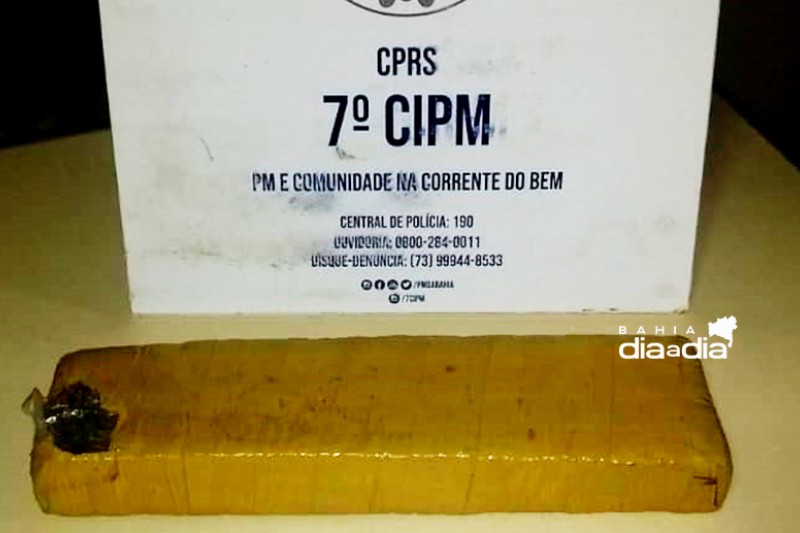 CPRS
7º CIPM
PM E COMUNIDADE NA CORRENTE DO BEM
CENTRAL DE POLÍCIA: 190
OUVIDORIA: 0800-284-0011
DISQUE-DENÚNCIA: (73) 99944-8533
/PMDABAHIA
/7CIPM
BAHIA
diaadia